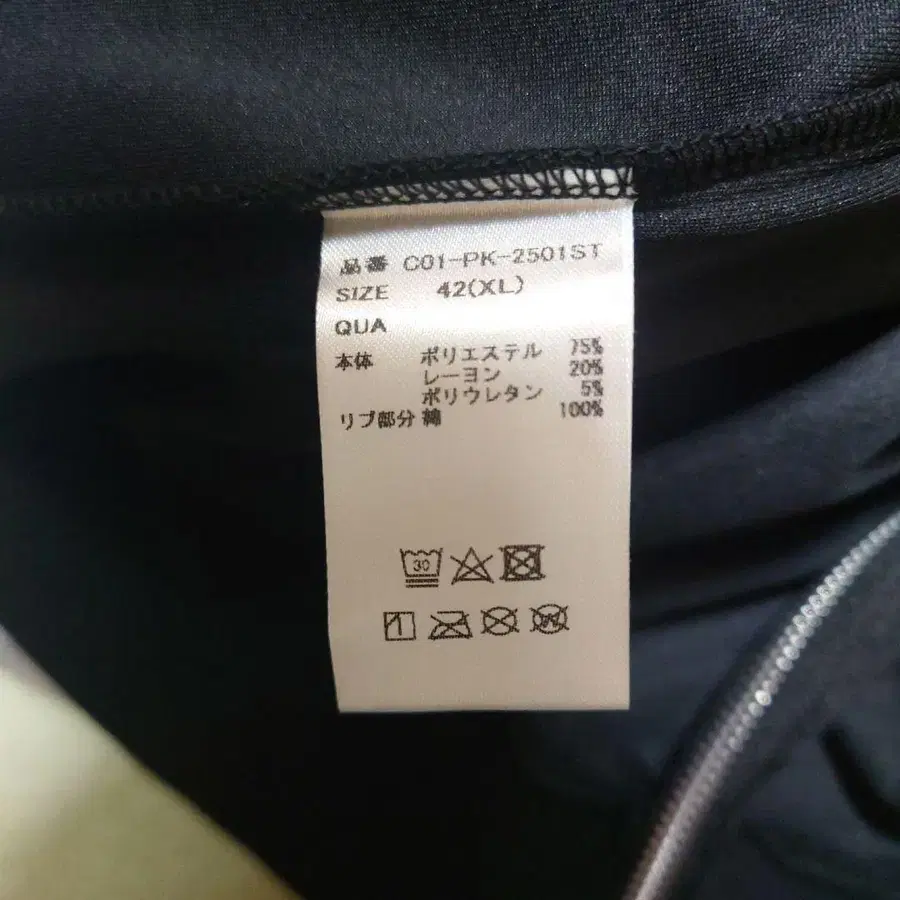 品番 C01-PK-2501ST
SIZE 42(XL)
QUA
本体 ポリエステル 75%
レーヨン 20%
ポリウレタン 5%
リブ部分 綿 100%
30
W